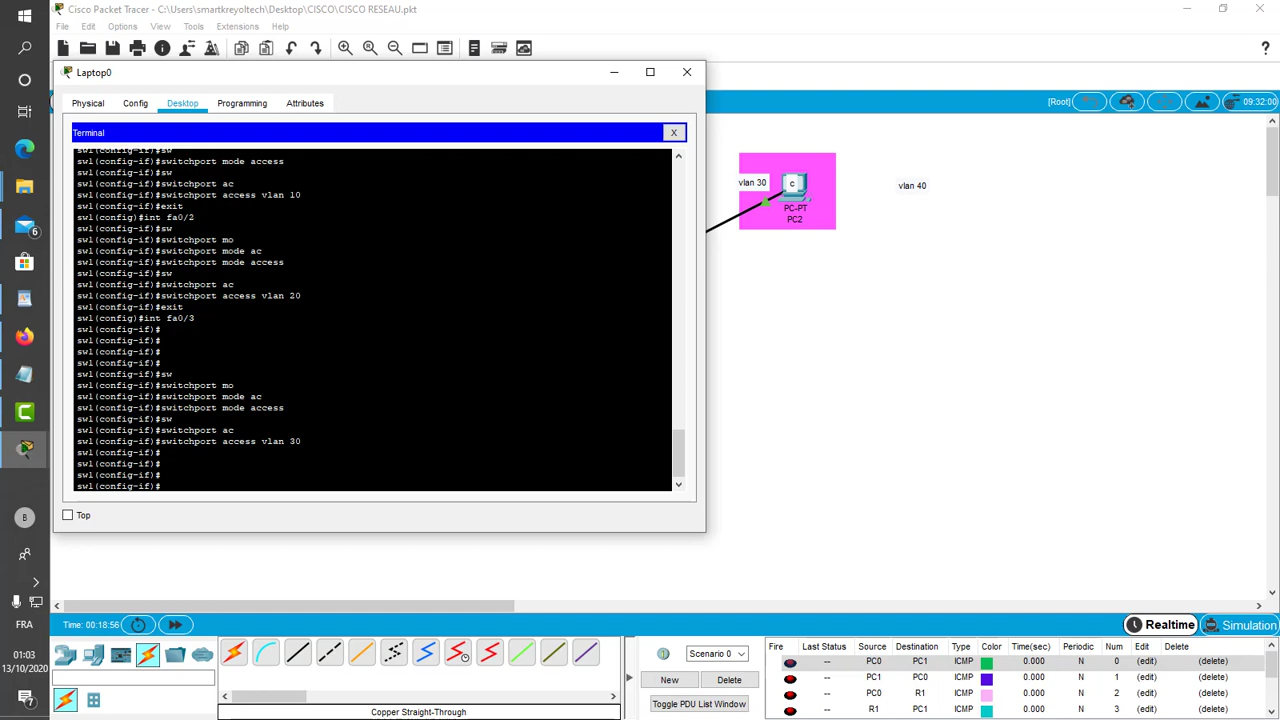 Cisco Packet Tracer - C:\Users\smartkreyoltech\Desktop\CISCO\CISCO RESEAU.pkt
File Edit Options View Tools Extensions Help
?
Laptop0
Physical Config Desktop Programming Attributes
[Root] 09:32:00
Terminal X
sw1(config-if)#sw
sw1(config-if)#switchport mode access
sw1(config-if)#sw
sw1(config-if)#switchport ac
sw1(config-if)#switchport access vlan 10
sw1(config-if)#exit
sw1(config)#int fa0/2
sw1(config-if)#sw
sw1(config-if)#switchport mo
sw1(config-if)#switchport mode ac
sw1(config-if)#switchport mode access
sw1(config-if)#sw
sw1(config-if)#switchport ac
sw1(config-if)#switchport access vlan 20
sw1(config-if)#exit
sw1(config)#int fa0/3
sw1(config-if)#
sw1(config-if)#
sw1(config-if)#
sw1(config-if)#
sw1(config-if)#sw
sw1(config-if)#switchport mo
sw1(config-if)#switchport mode ac
sw1(config-if)#switchport mode access
sw1(config-if)#sw
sw1(config-if)#switchport ac
sw1(config-if)#switchport access vlan 30
sw1(config-if)#
sw1(config-if)#
sw1(config-if)#
sw1(config-if)#
Top
vlan 30
c
PC-PT
PC2
vlan 40
Time: 00:18:56
Realtime Simulation
Scenario 0
New Delete
Toggle PDU List Window
Copper Straight-Through
Fire Last Status Source Destination Type Color Time(sec) Periodic Num Edit Delete
-- PC0 PC1 ICMP 0.000 N 0 (edit) (delete)
-- PC1 PC0 ICMP 0.000 N 1 (edit) (delete)
-- PC0 R1 ICMP 0.000 N 2 (edit) (delete)
-- R1 PC1 ICMP 0.000 N 3 (edit) (delete)
6
B
FRA
01:03
13/10/2020
7